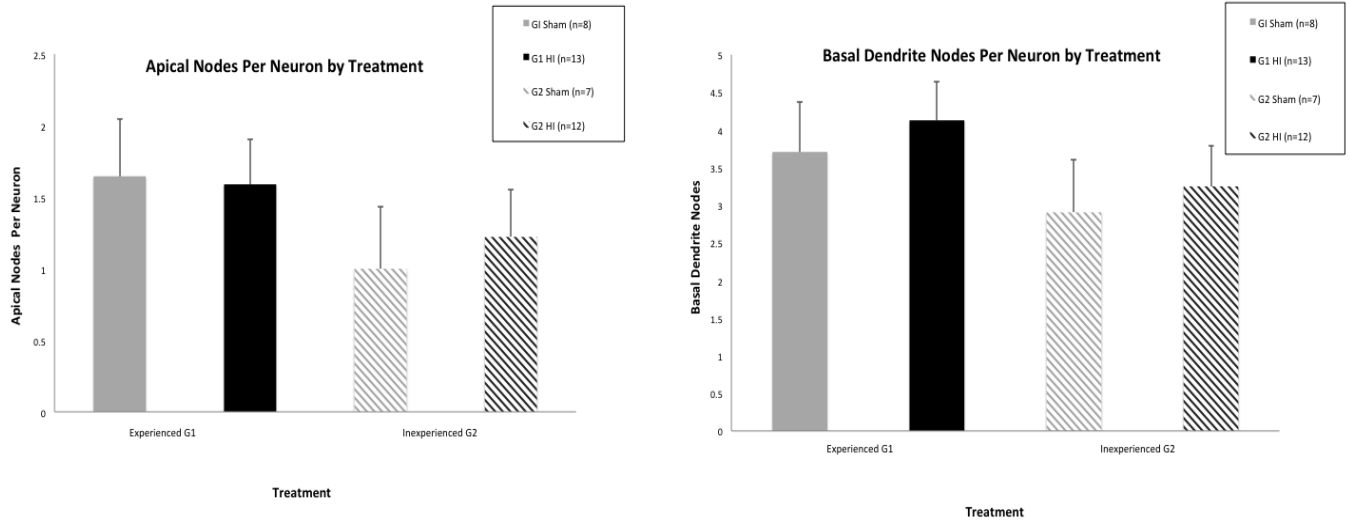 GI Sham (n=8)
G1 HI (n=13)
G2 Sham (n=7)
G2 HI (n=12)
Apical Nodes Per Neuron by Treatment
2.5
2
1.5
1
0.5
0
Apical Nodes Per Neuron
Experienced G1
Inexperienced G2
Treatment
GI Sham (n=8)
G1 HI (n=13)
G2 Sham (n=7)
G2 HI (n=12)
Basal Dendrite Nodes Per Neuron by Treatment
5
4.5
4
3.5
3
2.5
2
1.5
1
0.5
0
Basal Dendrite Nodes
Experienced G1
Inexperienced G2
Treatment